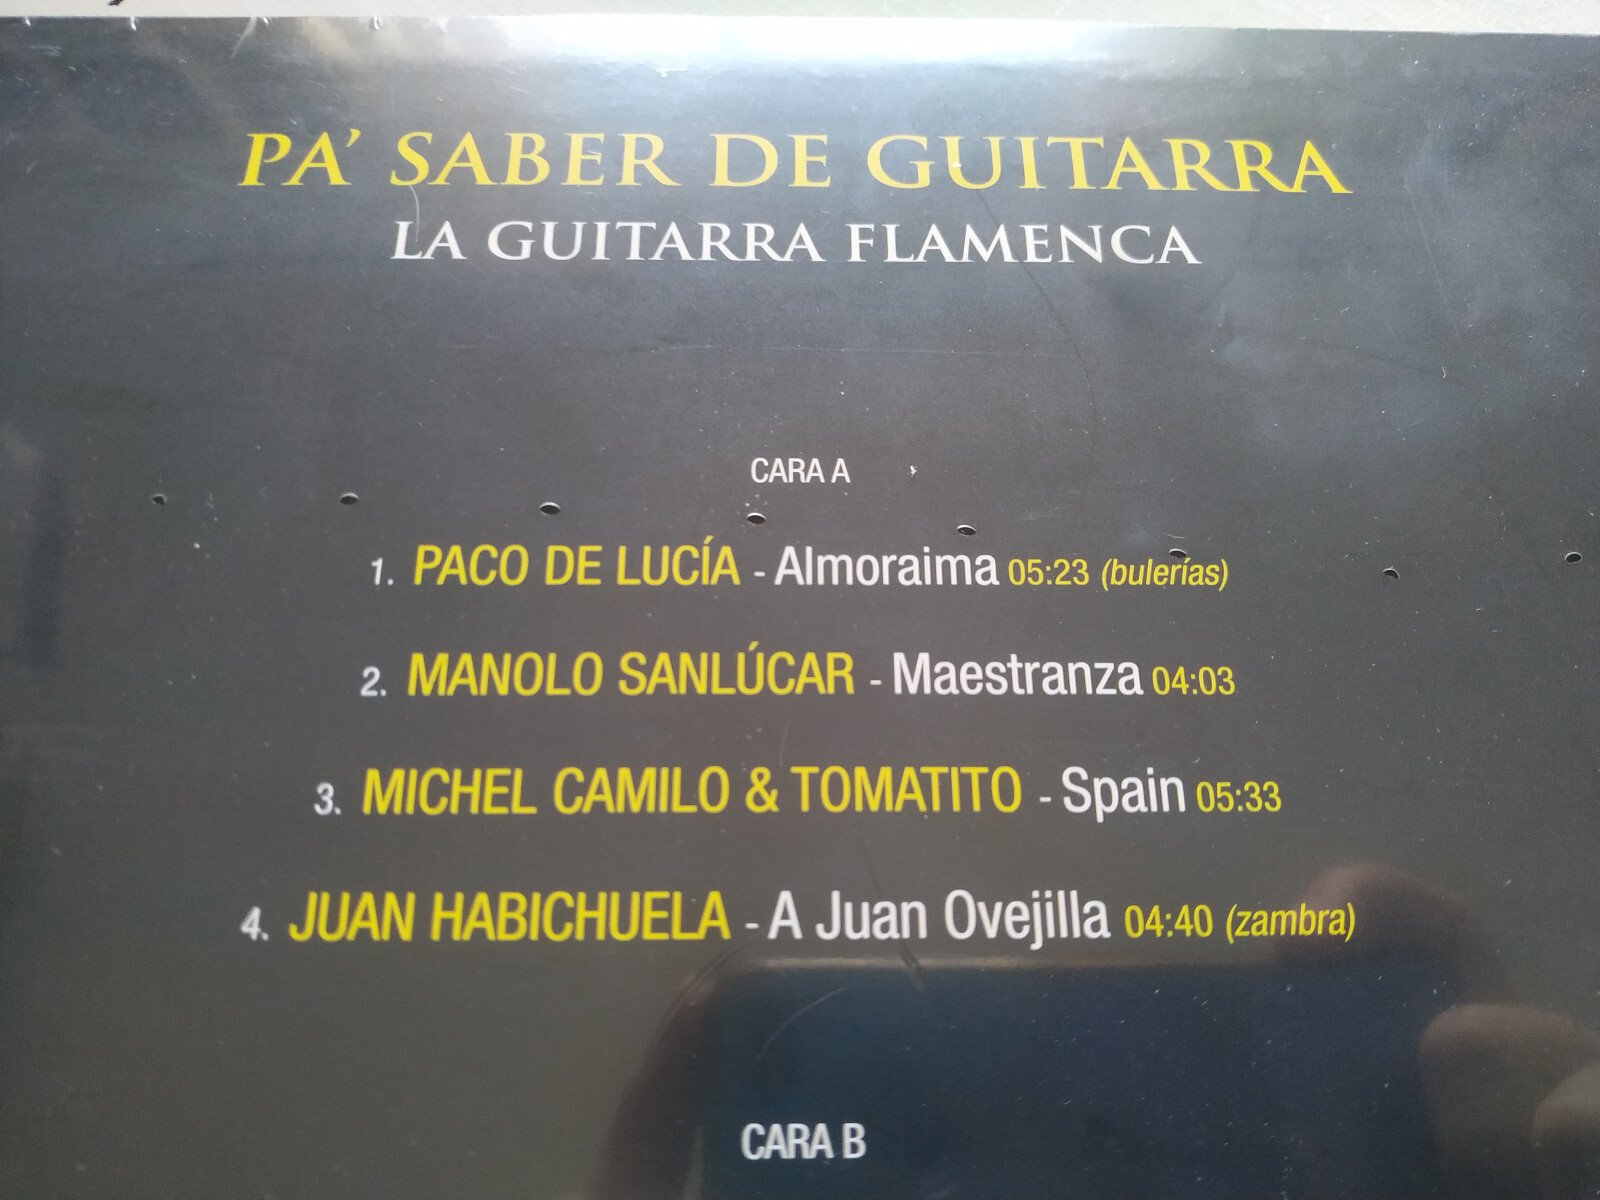 PA' SABER DE GUITARRA
LA GUITARRA FLAMENCA
CARA A
1. PACO DE LUCÍA - Almoraima 05:23 (bulerías)
2. MANOLO SANLÚCAR - Maestranza 04:03
3. MICHEL CAMILO & TOMATITO - Spain 05:33
4. JUAN HABICHUELA - A Juan Ovejilla 04:40 (zambra)
CARA B